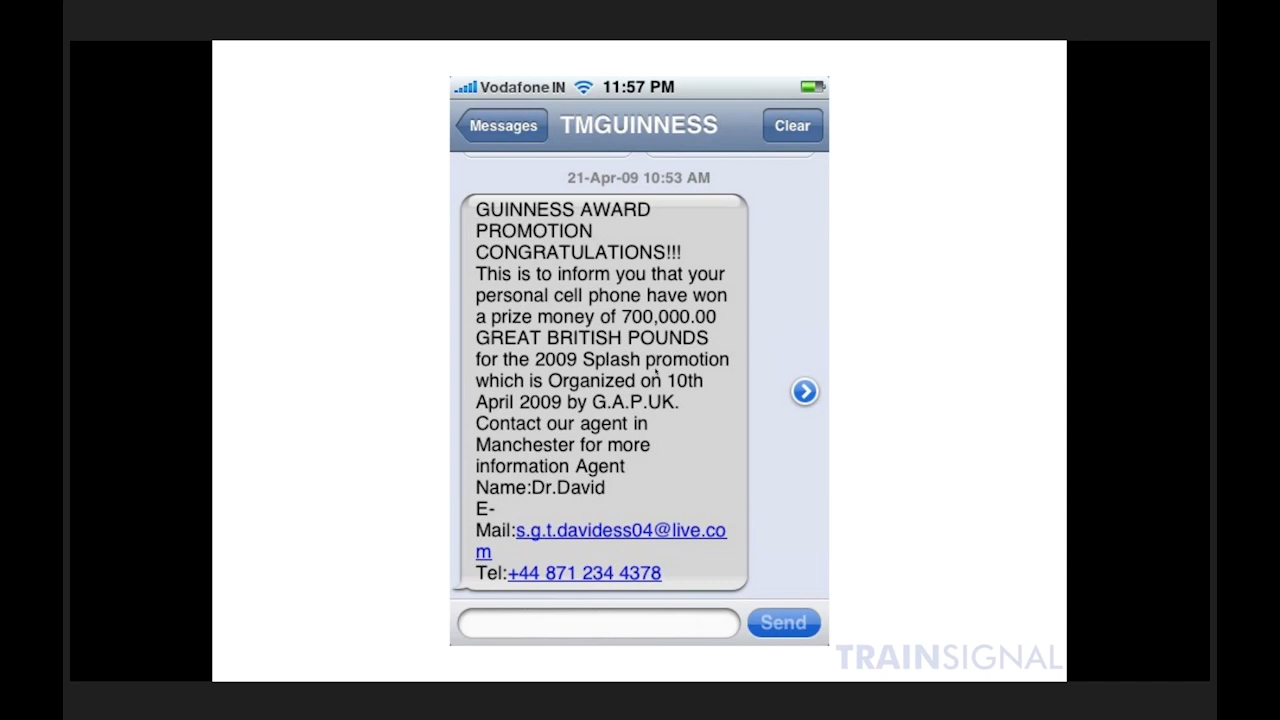 Vodafone IN 11:57 PM
Messages TMGUINNESS Clear
21-Apr-09 10:53 AM
GUINNESS AWARD
PROMOTION
CONGRATULATIONS!!!
This is to inform you that your
personal cell phone have won
a prize money of 700,000.00
GREAT BRITISH POUNDS
for the 2009 Splash promotion
which is Organized on 10th
April 2009 by G.A.P.UK.
Contact our agent in
Manchester for more
information Agent
Name:Dr.David
E-
Mail:s.g.t.davidess04@live.co
m
Tel:+44 871 234 4378
Send
TRAINSIGNAL